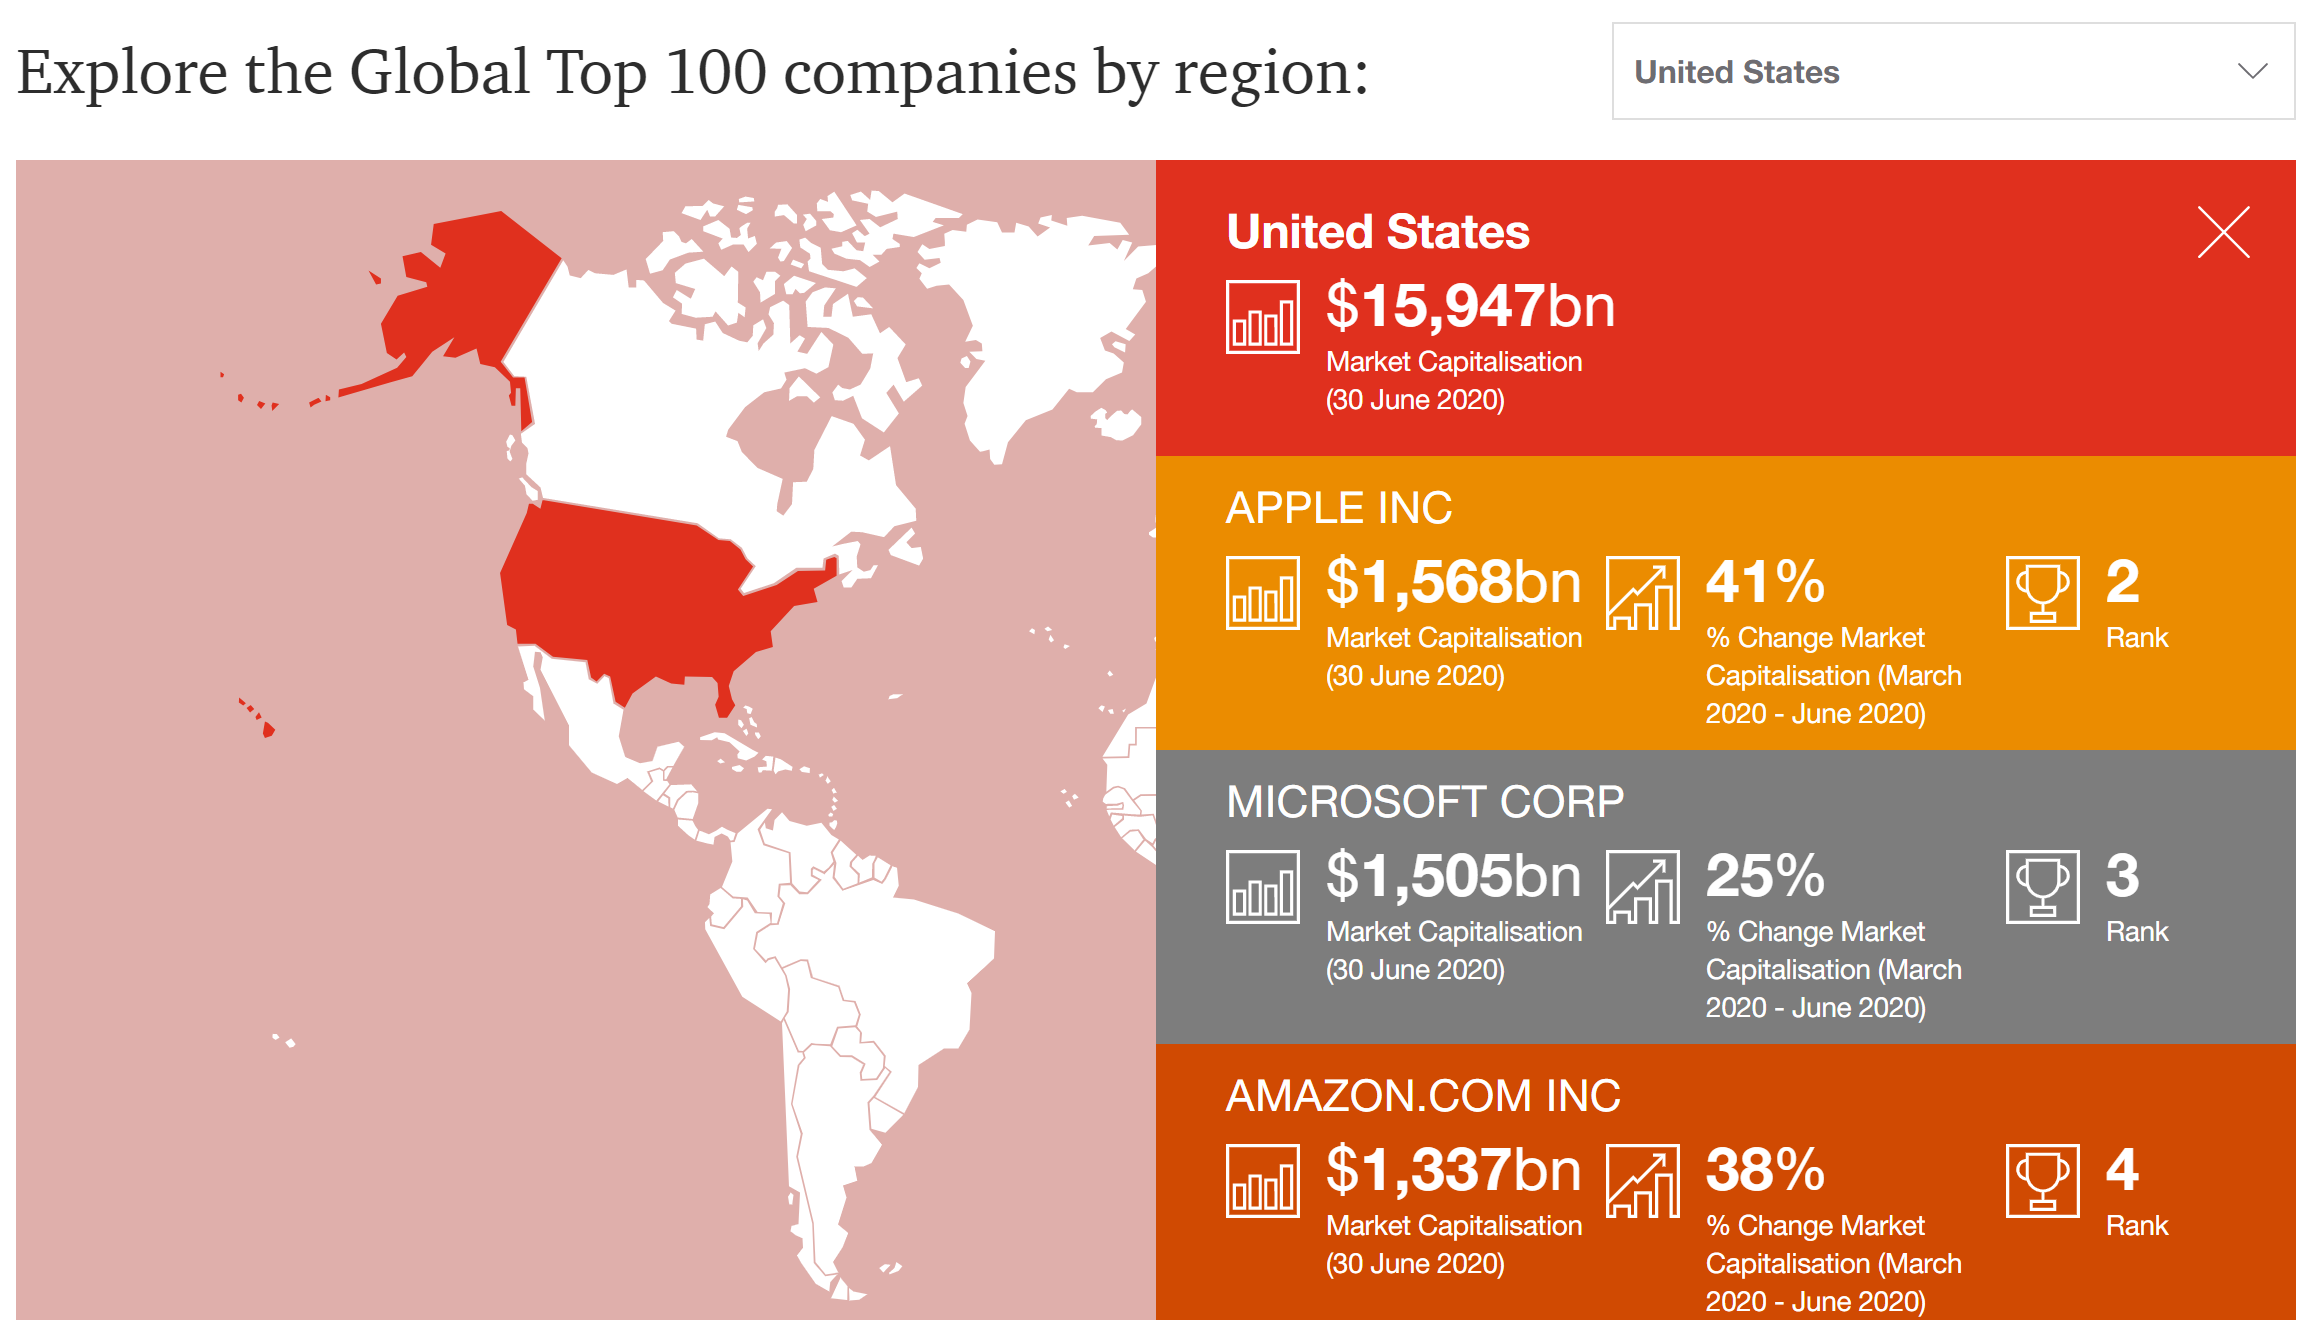 Explore the Global Top 100 companies by region:
United States
United States
$15,947bn
Market Capitalisation
(30 June 2020)
APPLE INC
$1,568bn
Market Capitalisation
(30 June 2020)
41%
% Change Market
Capitalisation (March
2020 - June 2020)
2
Rank
MICROSOFT CORP
$1,505bn
Market Capitalisation
(30 June 2020)
25%
% Change Market
Capitalisation (March
2020 - June 2020)
3
Rank
AMAZON.COM INC
$1,337bn
Market Capitalisation
(30 June 2020)
38%
% Change Market
Capitalisation (March
2020 - June 2020)
4
Rank